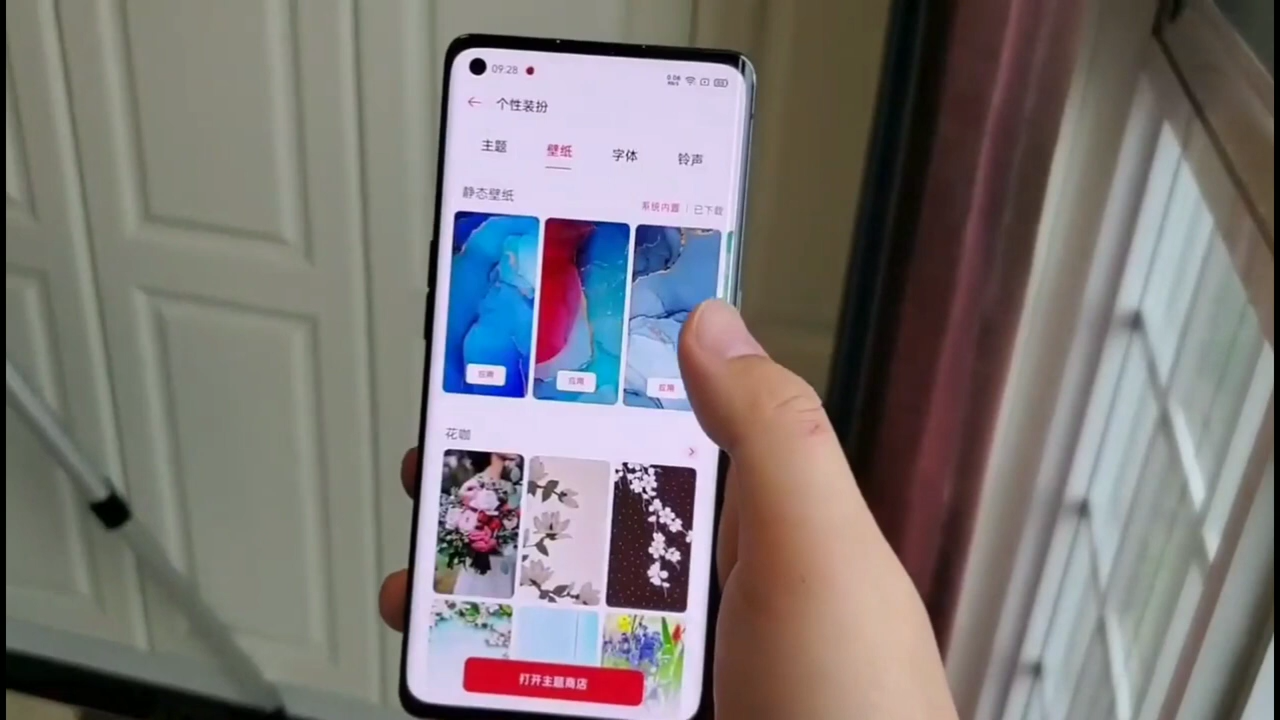 09:28
个性装扮
主题 壁纸 字体 铃声
静态壁纸
系统内置 | 已下载
应用 应用 应用
花咖
打开主题商店